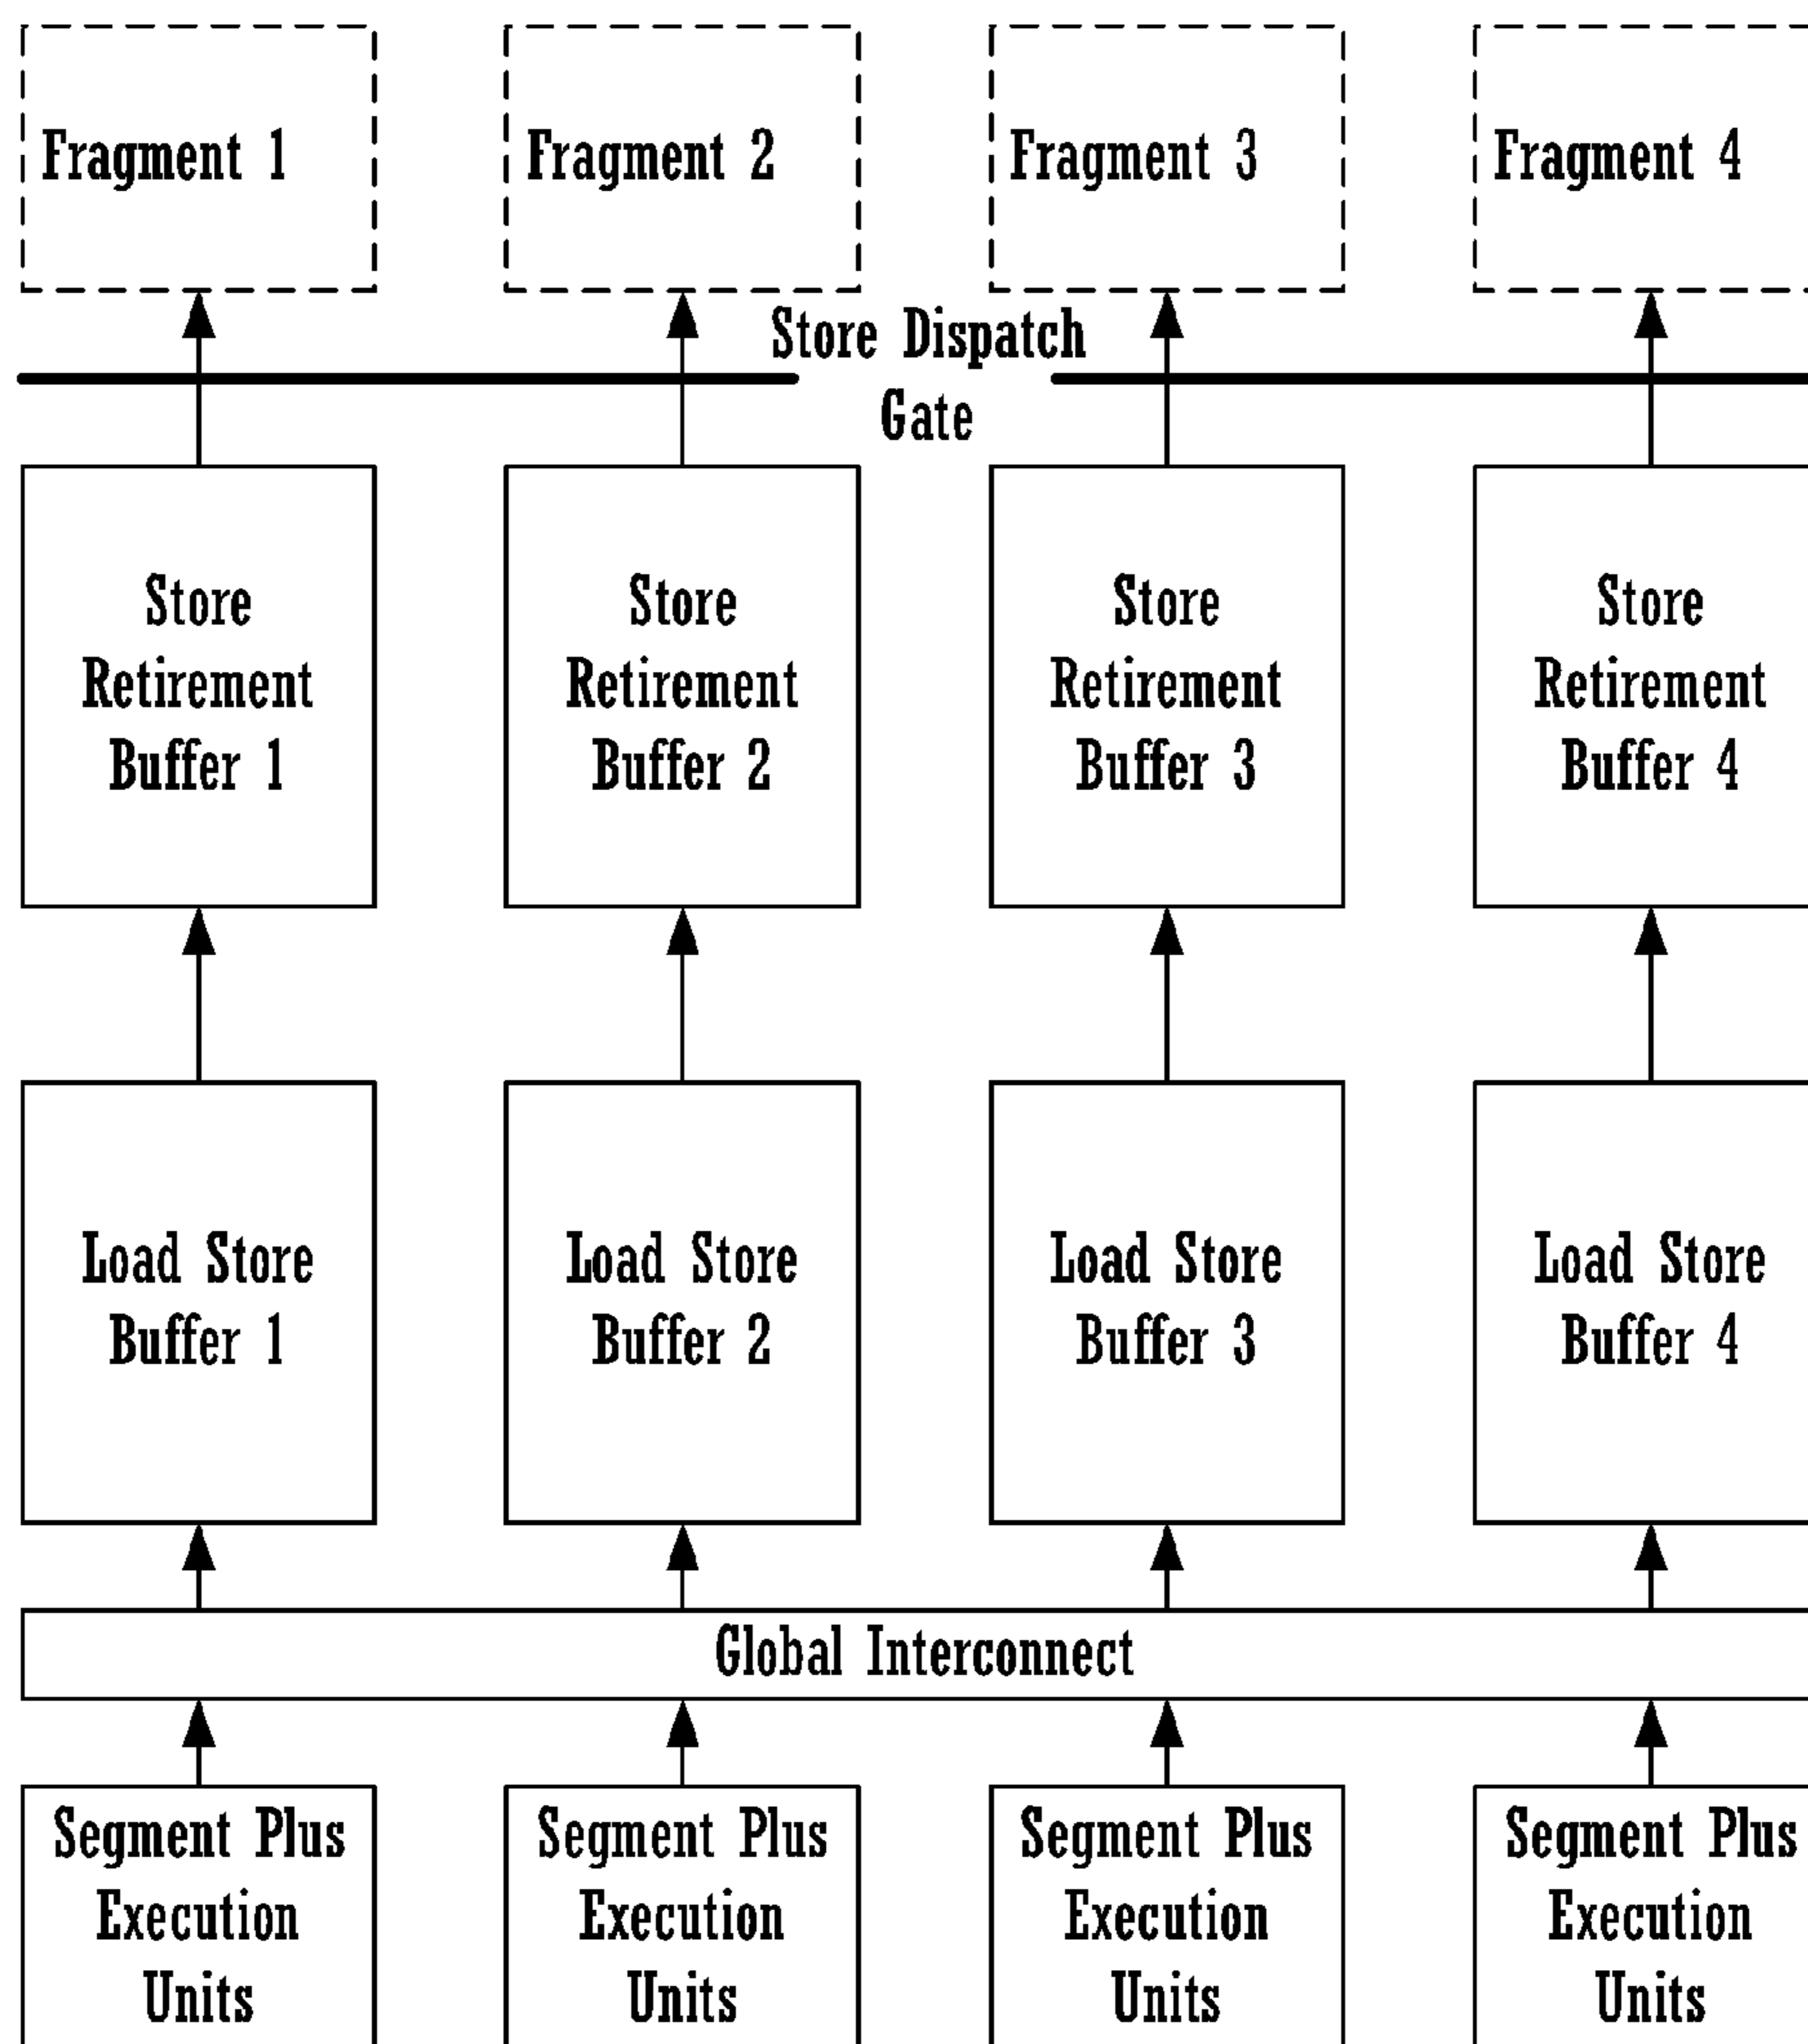 Fragment 1
Fragment 2
Fragment 3
Fragment 4
Store Dispatch
Gate
Store
Retirement
Buffer 1
Store
Retirement
Buffer 2
Store
Retirement
Buffer 3
Store
Retirement
Buffer 4
Load Store
Buffer 1
Load Store
Buffer 2
Load Store
Buffer 3
Load Store
Buffer 4
Global Interconnect
Segment Plus
Execution
Units
Segment Plus
Execution
Units
Segment Plus
Execution
Units
Segment Plus
Execution
Units